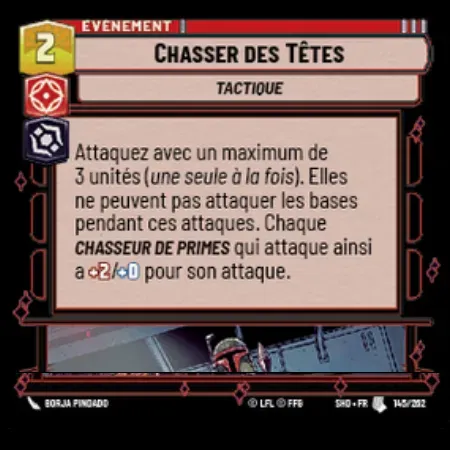 ÉVÉNEMENT
2
CHASSER DES TÊTES
TACTIQUE
Attaquez avec un maximum de
3 unités (une seule à la fois). Elles
ne peuvent pas attaquer les bases
pendant ces attaques. Chaque
CHASSEUR DE PRIMES qui attaque ainsi
a +2/+0 pour son attaque.
BORJA PINDADO © LFL © FFG SHD • FR 145/262